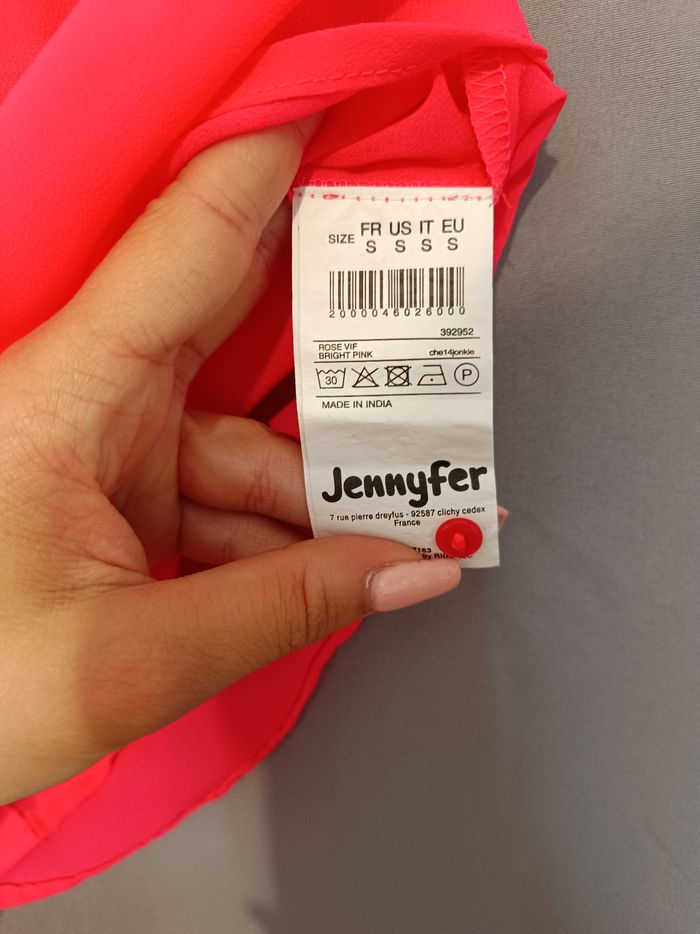 SIZE FR US IT EU
S S S S
2000046026000
392952
ROSE VIF
BRIGHT PINK che14jonkie
30 P
MADE IN INDIA
Jennyfer
7 rue pierre dreyfus - 92587 clichy cedex
France
by